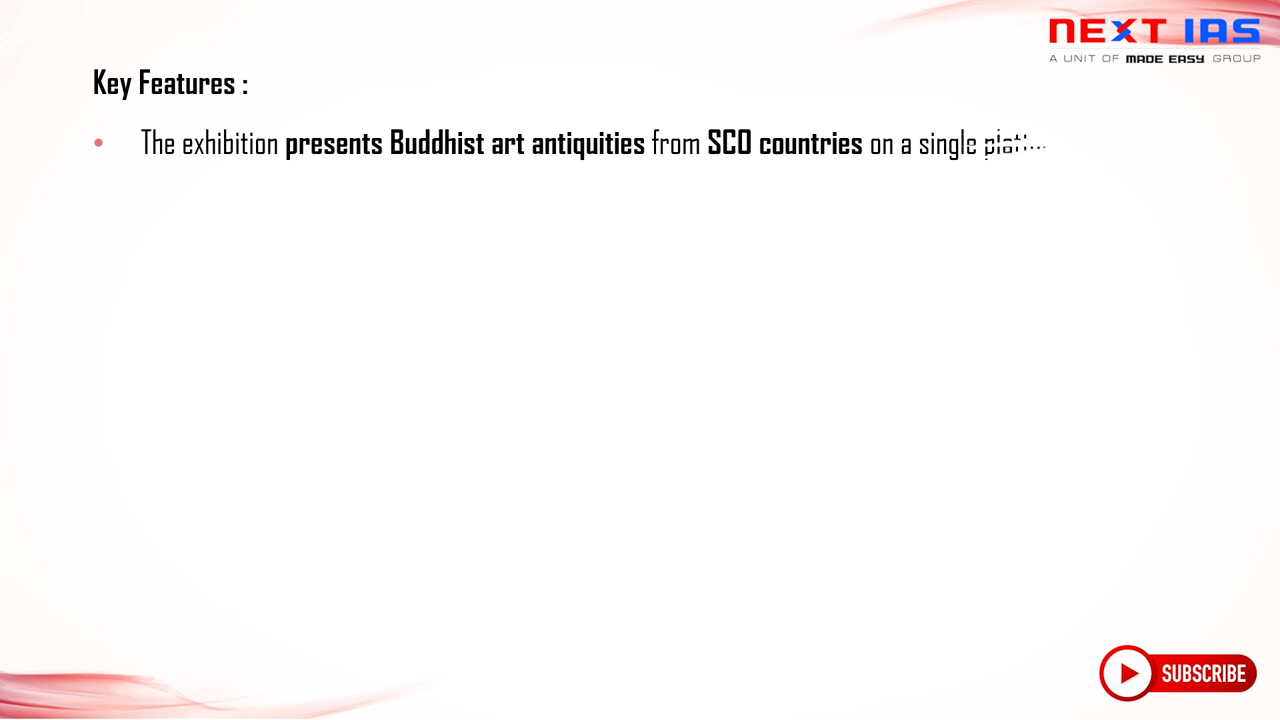 NEXT IAS
A UNIT OF MADE EASY GROUP
Key Features :
• The exhibition presents Buddhist art antiquities from SCO countries on a single
SUBSCRIBE